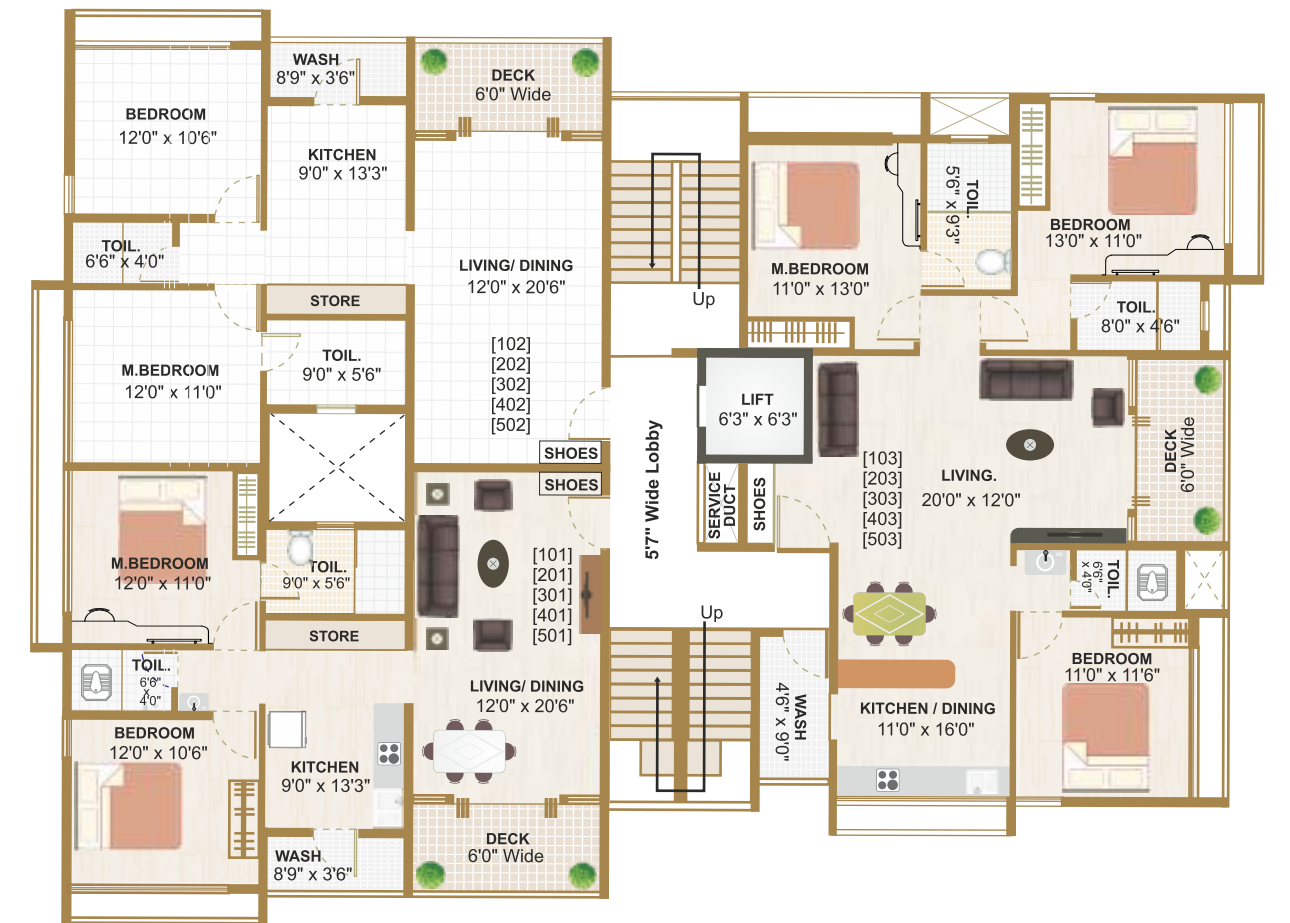 BEDROOM
12'0" x 10'6"
WASH
8'9" x 3'6"
DECK
6'0" Wide
KITCHEN
9'0" x 13'3"
TOIL.
6'6" x 4'0"
LIVING/ DINING
12'0" x 20'6"
STORE
M.BEDROOM
12'0" x 11'0"
TOIL.
9'0" x 5'6"
[102]
[202]
[302]
[402]
[502]
SHOES
SHOES
Up
M.BEDROOM
11'0" x 13'0"
TOIL.
5'6" x 9'3"
BEDROOM
13'0" x 11'0"
TOIL.
8'0" x 4'6"
LIFT
6'3" x 6'3"
5'7" Wide Lobby
SERVICE
DUCT
SHOES
[103]
[203]
[303]
[403]
[503]
LIVING.
20'0" x 12'0"
DECK
6'0" Wide
M.BEDROOM
12'0" x 11'0"
TOIL.
9'0" x 5'6"
[101]
[201]
[301]
[401]
[501]
STORE
TOIL.
6'6"
x
4'0"
LIVING/ DINING
12'0" x 20'6"
BEDROOM
12'0" x 10'6"
KITCHEN
9'0" x 13'3"
WASH
8'9" x 3'6"
DECK
6'0" Wide
Up
WASH
4'6" x 9'0"
TOIL.
6'6"
x 4'0"
KITCHEN / DINING
11'0" x 16'0"
BEDROOM
11'0" x 11'6"